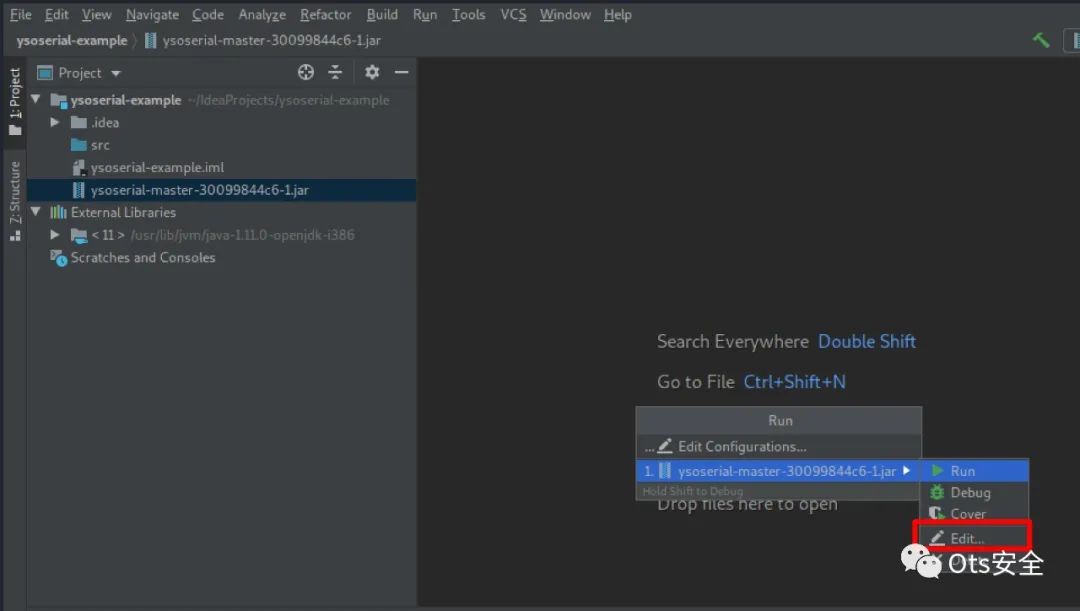 File Edit View Navigate Code Analyze Refactor Build Run Tools VCS Window Help
ysoserial-example ysoserial-master-30099844c6-1.jar
1: Project
Project
ysoserial-example ~/IdeaProjects/ysoserial-example
.idea
src
ysoserial-example.iml
ysoserial-master-30099844c6-1.jar
Z: Structure
External Libraries
< 11 > /usr/lib/jvm/java-1.11.0-openjdk-i386
Scratches and Consoles
Search Everywhere Double Shift
Go to File Ctrl+Shift+N
Run
... Edit Configurations...
1. ysoserial-master-30099844c6-1.jar
Hold Shift to Debug
Drop files here to open
Run
Debug
Cover
Edit...
Ots安全